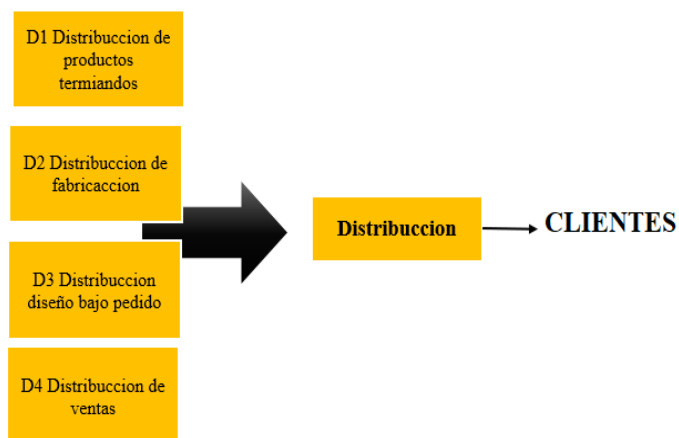 D1 Distribuccion de
productos
termiandos
D2 Distribuccion de
fabricaccion
D3 Distribuccion
diseño bajo pedido
D4 Distribuccion de
ventas
Distribuccion
CLIENTES